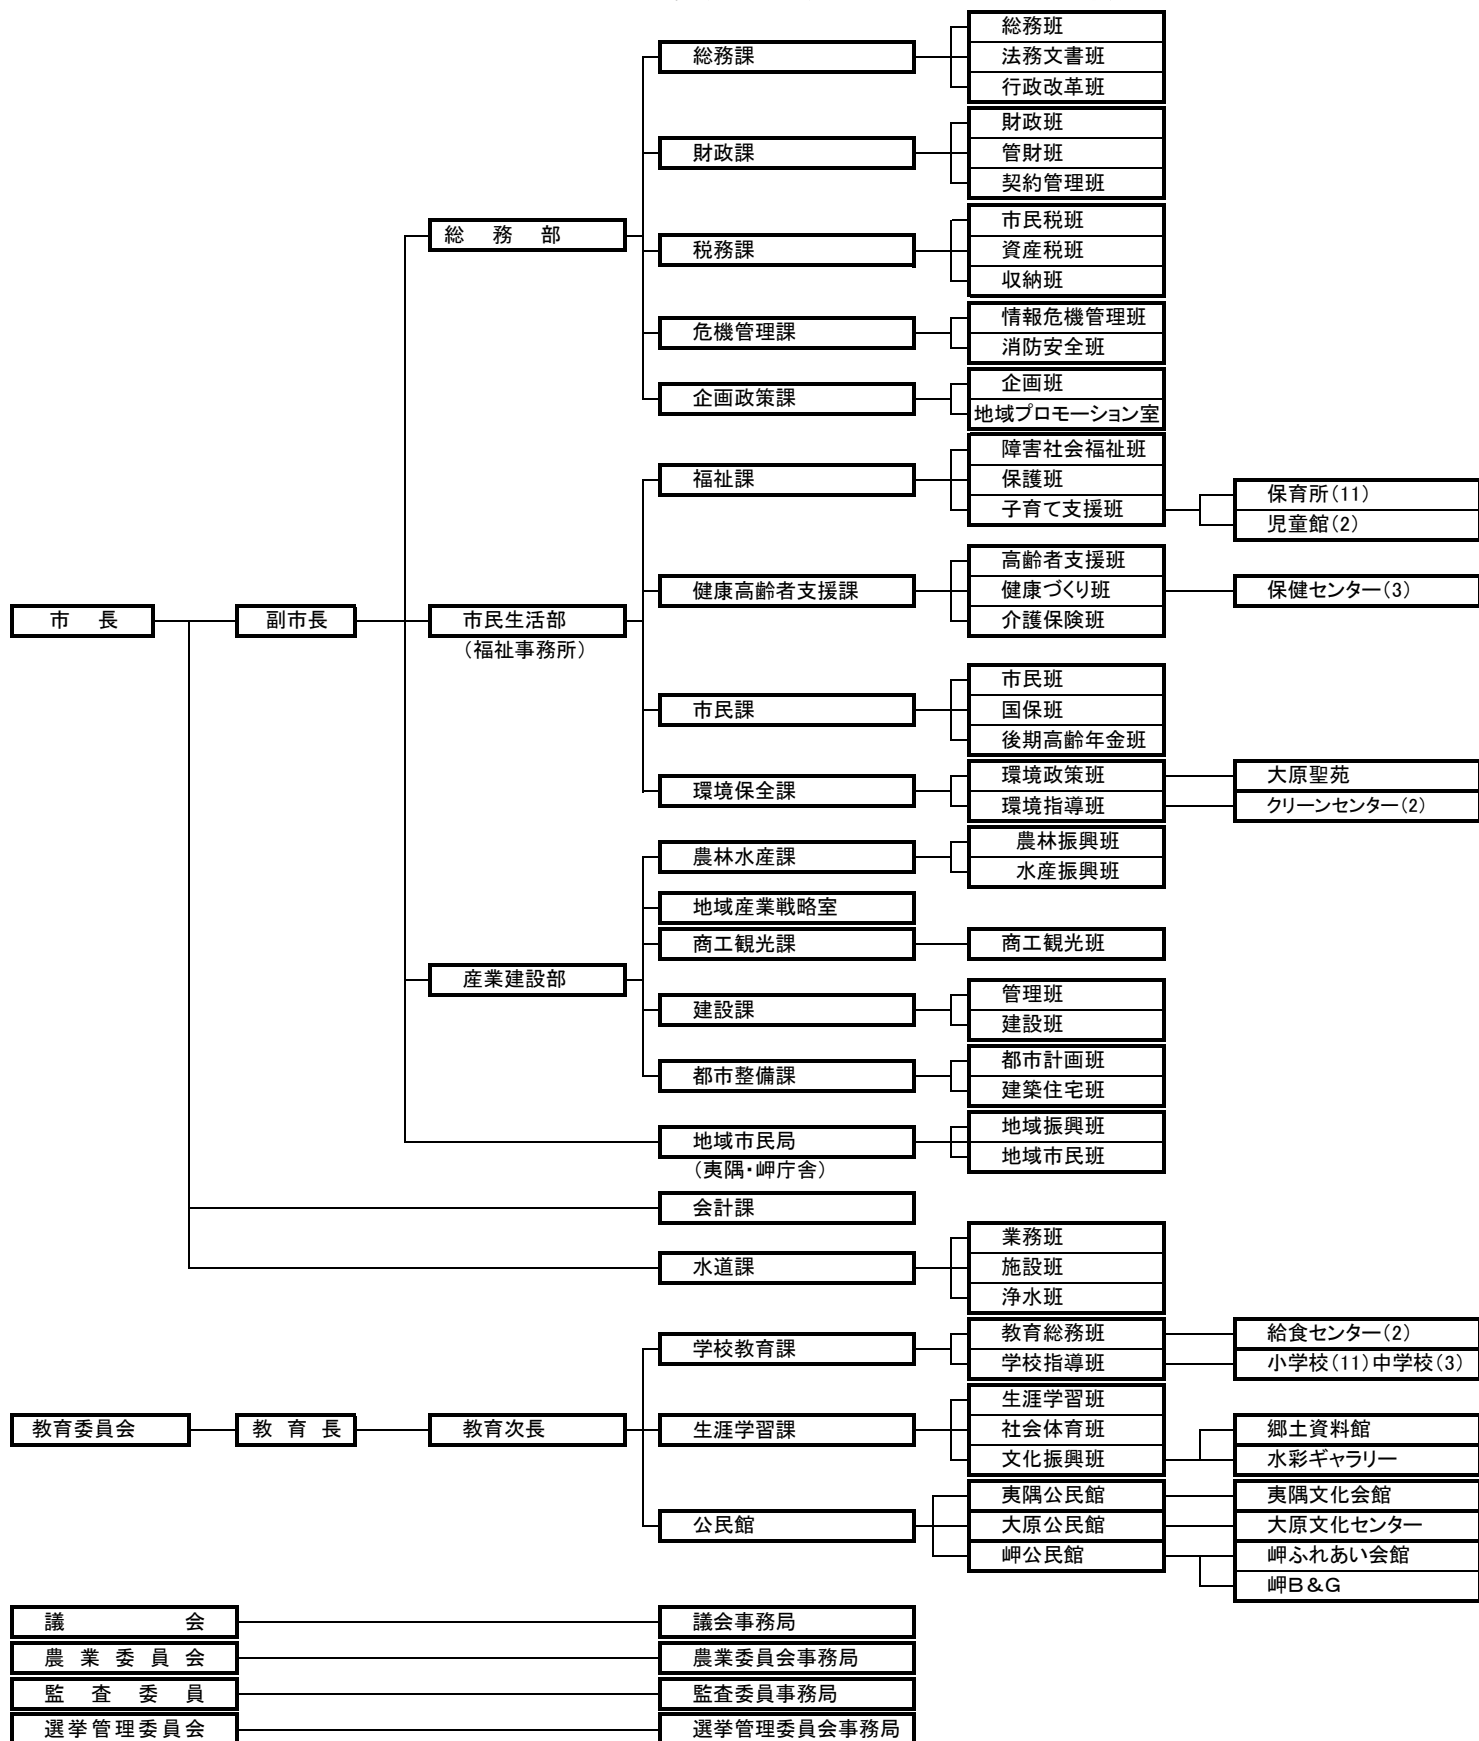 総務班
総務課
法務文書班
行政改革班
財政班
財政課
管財班
契約管理班
市民税班
総務部
税務課
資産税班
収納班
情報危機管理班
危機管理課
消防安全班
企画班
企画政策課
地域プロモーション室
障害社会福祉班
福祉課
保護班
保育所(11)
子育て支援班
児童館(2)
高齢者支援班
健康高齢者支援課
健康づくり班
保健センター(3)
市長
副市長
市民生活部
介護保険班
(福祉事務所)
市民班
市民課
国保班
後期高齢年金班
環境政策班
大原聖苑
環境保全課
環境指導班
クリーンセンター(2)
農林振興班
農林水産課
水産振興班
地域産業戦略室
商工観光課
商工観光班
産業建設部
管理班
建設課
建設班
都市計画班
都市整備課
建築住宅班
地域振興班
地域市民局
地域市民班
(夷隅・岬庁舎)
会計課
業務班
水道課
施設班
浄水班
教育総務班
給食センター(2)
学校教育課
学校指導班
小学校(11)中学校(3)
生涯学習班
教育委員会
教育長
教育次長
生涯学習課
社会体育班
郷土資料館
文化振興班
水彩ギャラリー
夷隅公民館
夷隅文化会館
公民館
大原公民館
大原文化センター
岬公民館
岬ふれあい会館
岬B&G
議会
議会事務局
農業委員会
農業委員会事務局
監査委員
監査委員事務局
選挙管理委員会
選挙管理委員会事務局